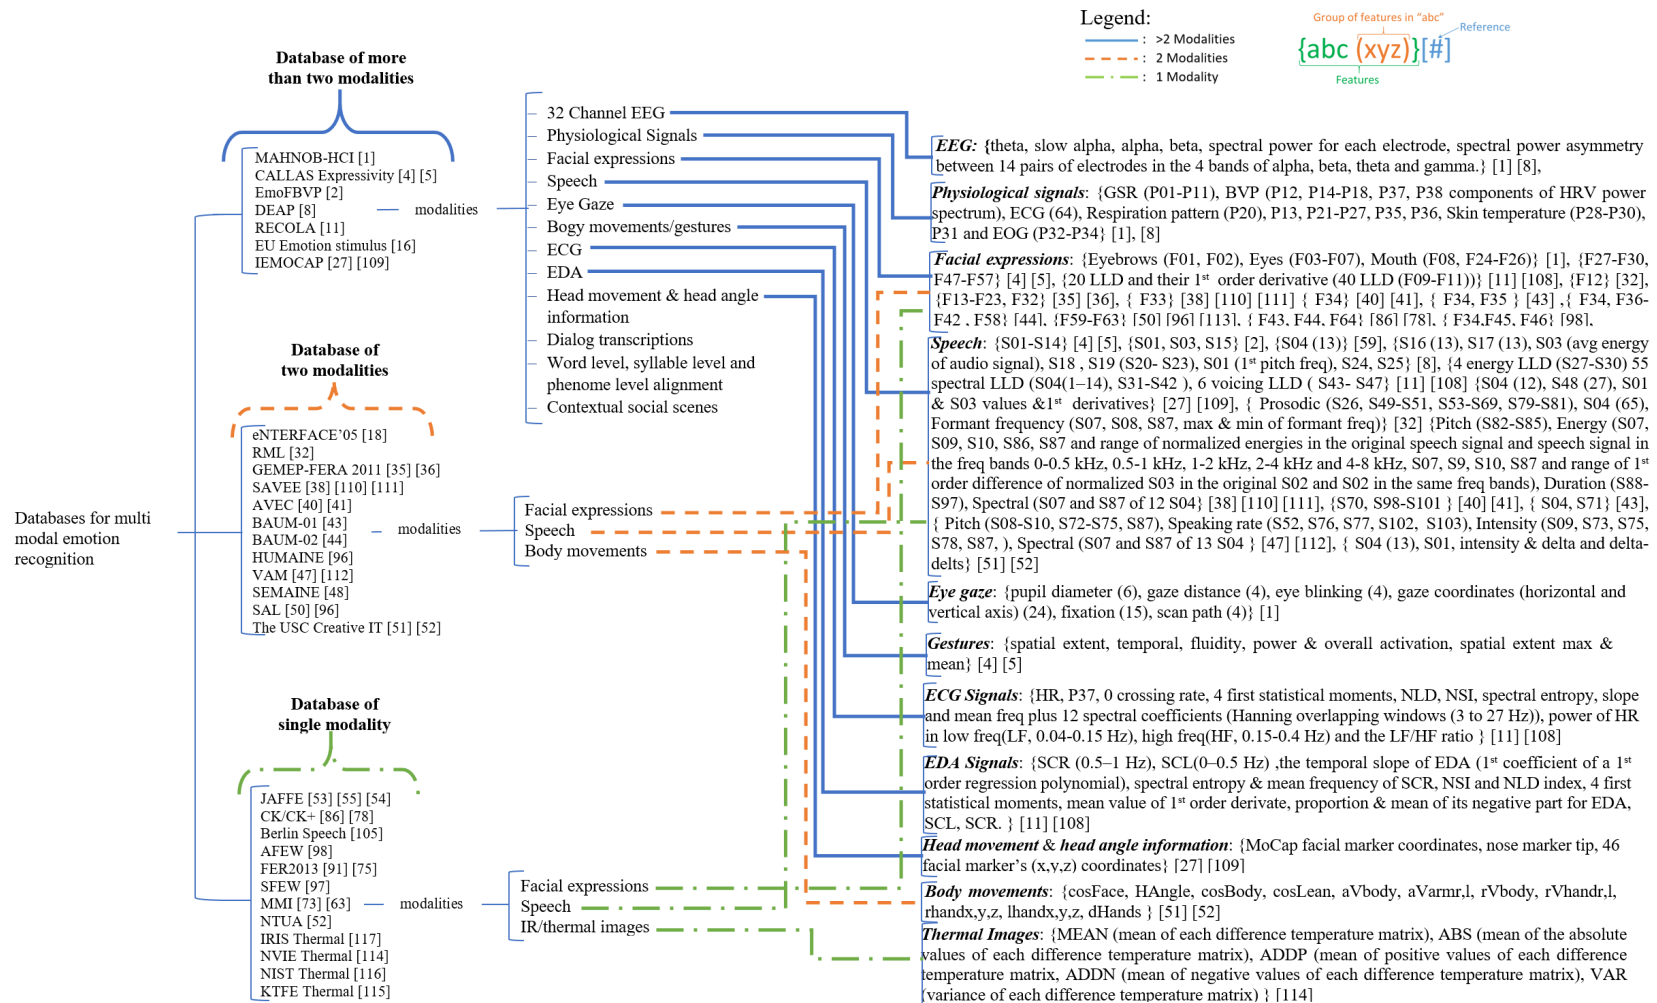 Legend:
: >2 Modalities
: 2 Modalities
: 1 Modality
Group of features in “abc”
Reference
{abc (xyz)}[#]
Features
Databases for multi
modal emotion
recognition
Database of more
than two modalities
MAHNOB-HCI [1]
CALLAS Expressivity [4] [5]
EmoFBVP [2]
DEAP [8]
RECOLA [11]
EU Emotion stimulus [16]
IEMOCAP [27] [109]
modalities
32 Channel EEG
Physiological Signals
Facial expressions
Speech
Eye Gaze
Bogy movements/gestures
ECG
EDA
Head movement & head angle
information
Dialog transcriptions
Word level, syllable level and
phenome level alignment
Contextual social scenes
Database of
two modalities
eNTERFACE’05 [18]
RML [32]
GEMEP-FERA 2011 [35] [36]
SAVEE [38] [110] [111]
AVEC [40] [41]
BAUM-01 [43]
BAUM-02 [44]
HUMAINE [96]
VAM [47] [112]
SEMAINE [48]
SAL [50] [96]
The USC Creative IT [51] [52]
modalities
Facial expressions
Speech
Body movements
Database of
single modality
JAFFE [53] [55] [54]
CK/CK+ [86] [78]
Berlin Speech [105]
AFEW [98]
FER2013 [91] [75]
SFEW [97]
MMI [73] [63]
NTUA [52]
IRIS Thermal [117]
NVIE Thermal [114]
NIST Thermal [116]
KTFE Thermal [115]
modalities
Facial expressions
Speech
IR/thermal images
EEG: {theta, slow alpha, alpha, beta, spectral power for each electrode, spectral power asymmetry
between 14 pairs of electrodes in the 4 bands of alpha, beta, theta and gamma.} [1] [8],
Physiological signals: {GSR (P01-P11), BVP (P12, P14-P18, P37, P38 components of HRV power
spectrum), ECG (64), Respiration pattern (P20), P13, P21-P27, P35, P36, Skin temperature (P28-P30),
P31 and EOG (P32-P34} [1], [8]
Facial expressions: {Eyebrows (F01, F02), Eyes (F03-F07), Mouth (F08, F24-F26)} [1], {F27-F30,
F47-F57} [4] [5], {20 LLD and their 1st order derivative (40 LLD (F09-F11))} [11] [108], {F12} [32],
{F13-F23, F32} [35] [36], { F33} [38] [110] [111] { F34} [40] [41], { F34, F35 } [43] ,{ F34, F36-
F42 , F58} [44], {F59-F63} [50] [96] [113], { F43, F44, F64} [86] [78], { F34,F45, F46} [98],
Speech: {S01-S14} [4] [5], {S01, S03, S15} [2], {S04 (13)} [59], {S16 (13), S17 (13), S03 (avg energy
of audio signal), S18 , S19 (S20- S23), S01 (1st pitch freq), S24, S25} [8], {4 energy LLD (S27-S30) 55
spectral LLD (S04(1–14), S31-S42 ), 6 voicing LLD ( S43- S47} [11] [108] {S04 (12), S48 (27), S01
& S03 values &1st derivatives} [27] [109], { Prosodic (S26, S49-S51, S53-S69, S79-S81), S04 (65),
Formant frequency (S07, S08, S87, max & min of formant freq)} [32] {Pitch (S82-S85), Energy (S07,
S09, S10, S86, S87 and range of normalized energies in the original speech signal and speech signal in
the freq bands 0-0.5 kHz, 0.5-1 kHz, 1-2 kHz, 2-4 kHz and 4-8 kHz, S07, S9, S10, S87 and range of 1st
order difference of normalized S03 in the original S02 and S02 in the same freq bands), Duration (S88-
S97), Spectral (S07 and S87 of 12 S04} [38] [110] [111], {S70, S98-S101 } [40] [41], { S04, S71} [43],
{ Pitch (S08-S10, S72-S75, S87), Speaking rate (S52, S76, S77, S102, S103), Intensity (S09, S73, S75,
S78, S87, ), Spectral (S07 and S87 of 13 S04 } [47] [112], { S04 (13), S01, intensity & delta and delta-
delts} [51] [52]
Eye gaze: {pupil diameter (6), gaze distance (4), eye blinking (4), gaze coordinates (horizontal and
vertical axis) (24), fixation (15), scan path (4)} [1]
Gestures: {spatial extent, temporal, fluidity, power & overall activation, spatial extent max &
mean} [4] [5]
ECG Signals: {HR, P37, 0 crossing rate, 4 first statistical moments, NLD, NSI, spectral entropy, slope
and mean freq plus 12 spectral coefficients (Hanning overlapping windows (3 to 27 Hz)), power of HR
in low freq(LF, 0.04-0.15 Hz), high freq(HF, 0.15-0.4 Hz) and the LF/HF ratio } [11] [108]
EDA Signals: {SCR (0.5–1 Hz), SCL(0–0.5 Hz) ,the temporal slope of EDA (1st coefficient of a 1st
order regression polynomial), spectral entropy & mean frequency of SCR, NSI and NLD index, 4 first
statistical moments, mean value of 1st order derivate, proportion & mean of its negative part for EDA,
SCL, SCR. } [11] [108]
Head movement & head angle information: {MoCap facial marker coordinates, nose marker tip, 46
facial marker’s (x,y,z) coordinates} [27] [109]
Body movements: {cosFace, HAngle, cosBody, cosLean, aVbody, aVarmr,l, rVbody, rVhandr,l,
rhandx,y,z, lhandx,y,z, dHands } [51] [52]
Thermal Images: {MEAN (mean of each difference temperature matrix), ABS (mean of the absolute
values of each difference temperature matrix), ADDP (mean of positive values of each difference
temperature matrix, ADDN (mean of negative values of each difference temperature matrix), VAR
(variance of each difference temperature matrix) } [114]